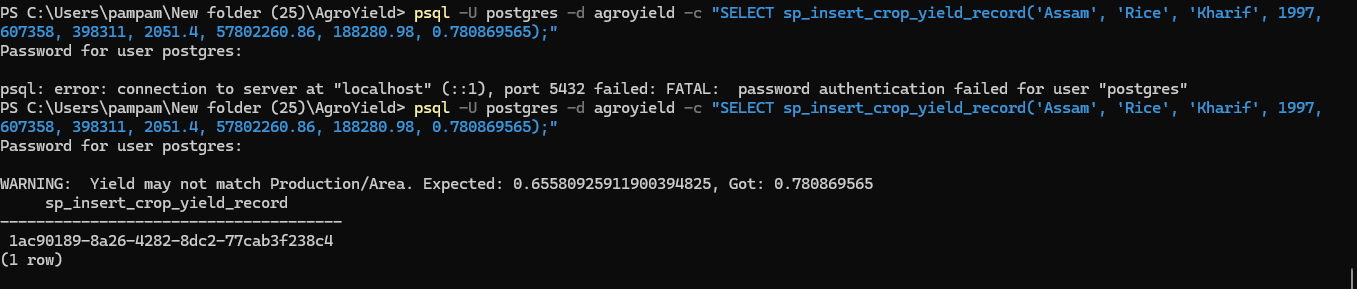 PS C:\Users\pampam\New folder (25)\AgroYield> psql -U postgres -d agroyield -c "SELECT sp_insert_crop_yield_record('Assam', 'Rice', 'Kharif', 1997,
607358, 398311, 2051.4, 57802260.86, 188280.98, 0.780869565);"
Password for user postgres:
psql: error: connection to server at "localhost" (::1), port 5432 failed: FATAL:  password authentication failed for user "postgres"
PS C:\Users\pampam\New folder (25)\AgroYield> psql -U postgres -d agroyield -c "SELECT sp_insert_crop_yield_record('Assam', 'Rice', 'Kharif', 1997,
607358, 398311, 2051.4, 57802260.86, 188280.98, 0.780869565);"
Password for user postgres:
WARNING:  Yield may not match Production/Area. Expected: 0.65580925911900394825, Got: 0.780869565
     sp_insert_crop_yield_record
--------------------------------------
 1ac90189-8a26-4282-8dc2-77cab3f238c4
(1 row)